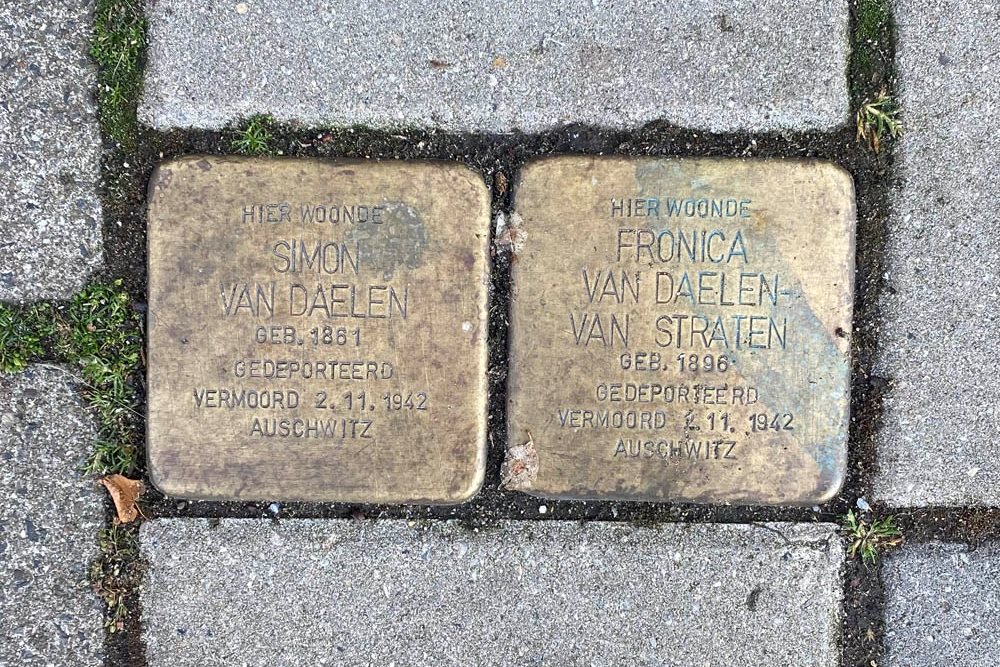 HIER WOONDE
SIMON
VAN DAELEN
GEB. 1861
GEDEPORTEERD
VERMOORD 2. 11. 1942
AUSCHWITZ
HIER WOONDE
FRONICA
VAN DAELEN-
VAN STRATEN
GEB. 1896
GEDEPORTEERD
VERMOORD 2. 11. 1942
AUSCHWITZ